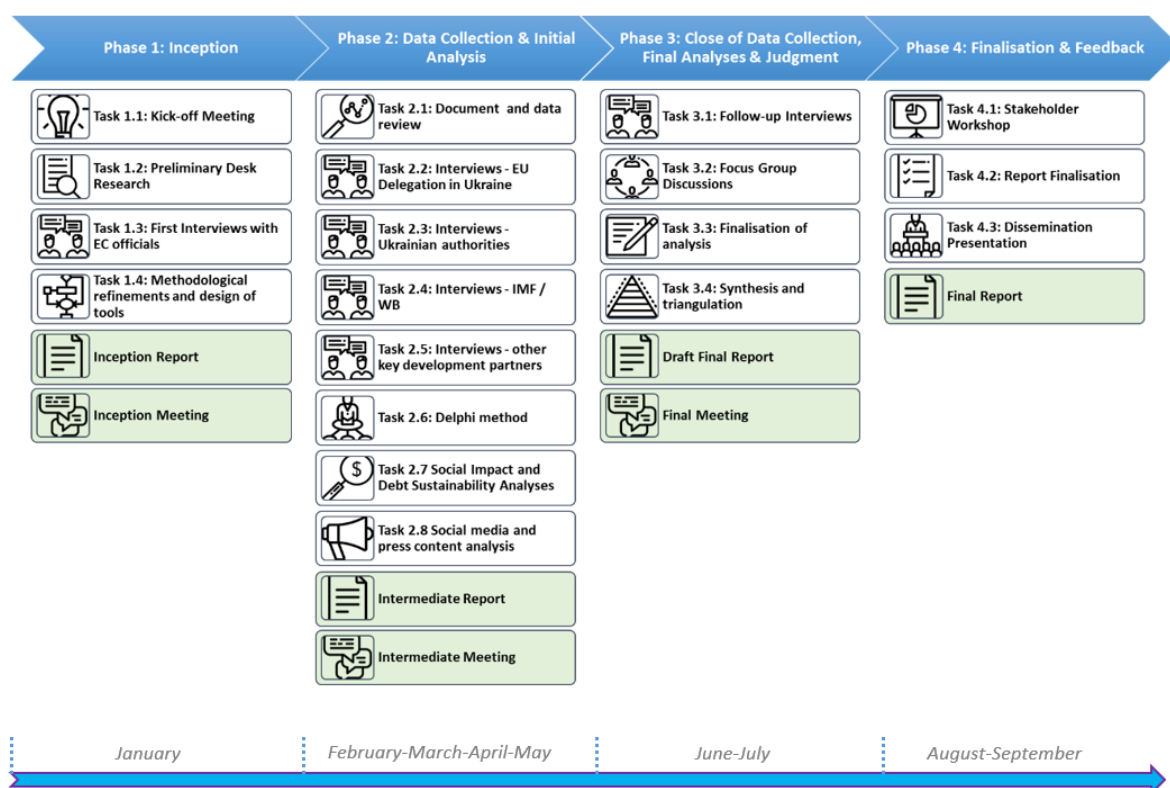 Phase 1: Inception
Phase 2: Data Collection & Initial
Analysis
Phase 3: Close of Data Collection,
Final Analyses & Judgment
Phase 4: Finalisation & Feedback
Task 1.1: Kick-off Meeting
Task 1.2: Preliminary Desk
Research
Task 1.3: First Interviews with
EC officials
Task 1.4: Methodological
refinements and design of
tools
Inception Report
Inception Meeting
Task 2.1: Document and data
review
Task 2.2: Interviews - EU
Delegation in Ukraine
Task 2.3: Interviews -
Ukrainian authorities
Task 2.4: Interviews - IMF /
WB
Task 2.5: Interviews - other
key development partners
Task 2.6: Delphi method
$
Task 2.7 Social Impact and
Debt Sustainability Analyses
Task 2.8 Social media and
press content analysis
Intermediate Report
Intermediate Meeting
Task 3.1: Follow-up Interviews
Task 3.2: Focus Group
Discussions
Task 3.3: Finalisation of
analysis
Task 3.4: Synthesis and
triangulation
Draft Final Report
Final Meeting
Task 4.1: Stakeholder
Workshop
Task 4.2: Report Finalisation
Task 4.3: Dissemination
Presentation
Final Report
January
February-March-April-May
June-July
August-September